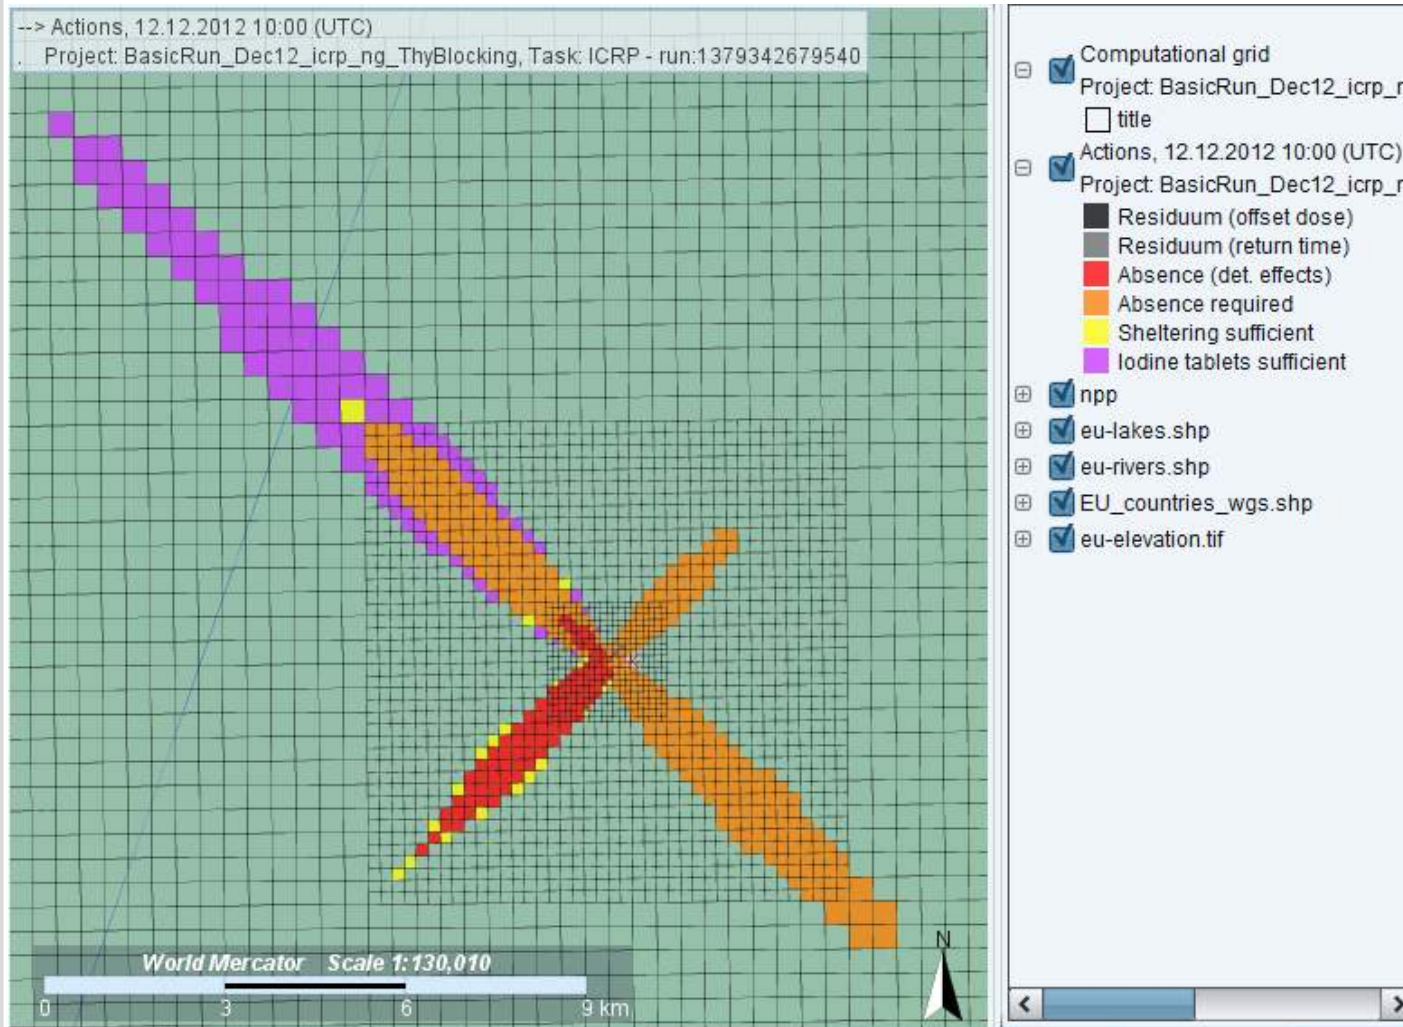 --> Actions, 12.12.2012 10:00 (UTC)
. Project: BasicRun_Dec12_icrp_ng_ThyBlocking, Task: ICRP - run:1379342679540
World Mercator Scale 1:130,010
0 3 6 9 km
N
Computational grid
Project: BasicRun_Dec12_icrp_r
title
Actions, 12.12.2012 10:00 (UTC)
Project: BasicRun_Dec12_icrp_r
Residuum (offset dose)
Residuum (return time)
Absence (det. effects)
Absence required
Sheltering sufficient
Iodine tablets sufficient
npp
eu-lakes.shp
eu-rivers.shp
EU_countries_wgs.shp
eu-elevation.tif